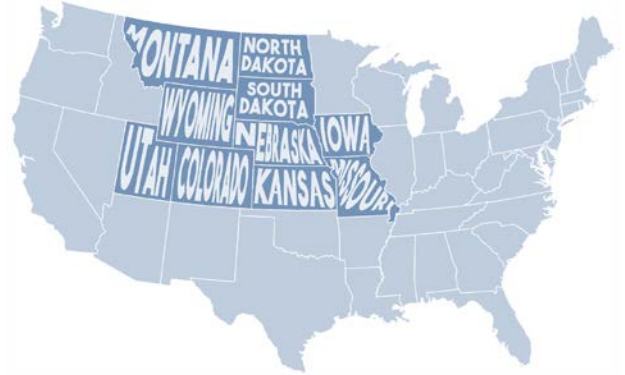 MONTANA
NORTH
DAKOTA
SOUTH
DAKOTA
WYOMING
NEBRASKA
IOWA
UTAH
COLORADO
KANSAS
MISSOURI